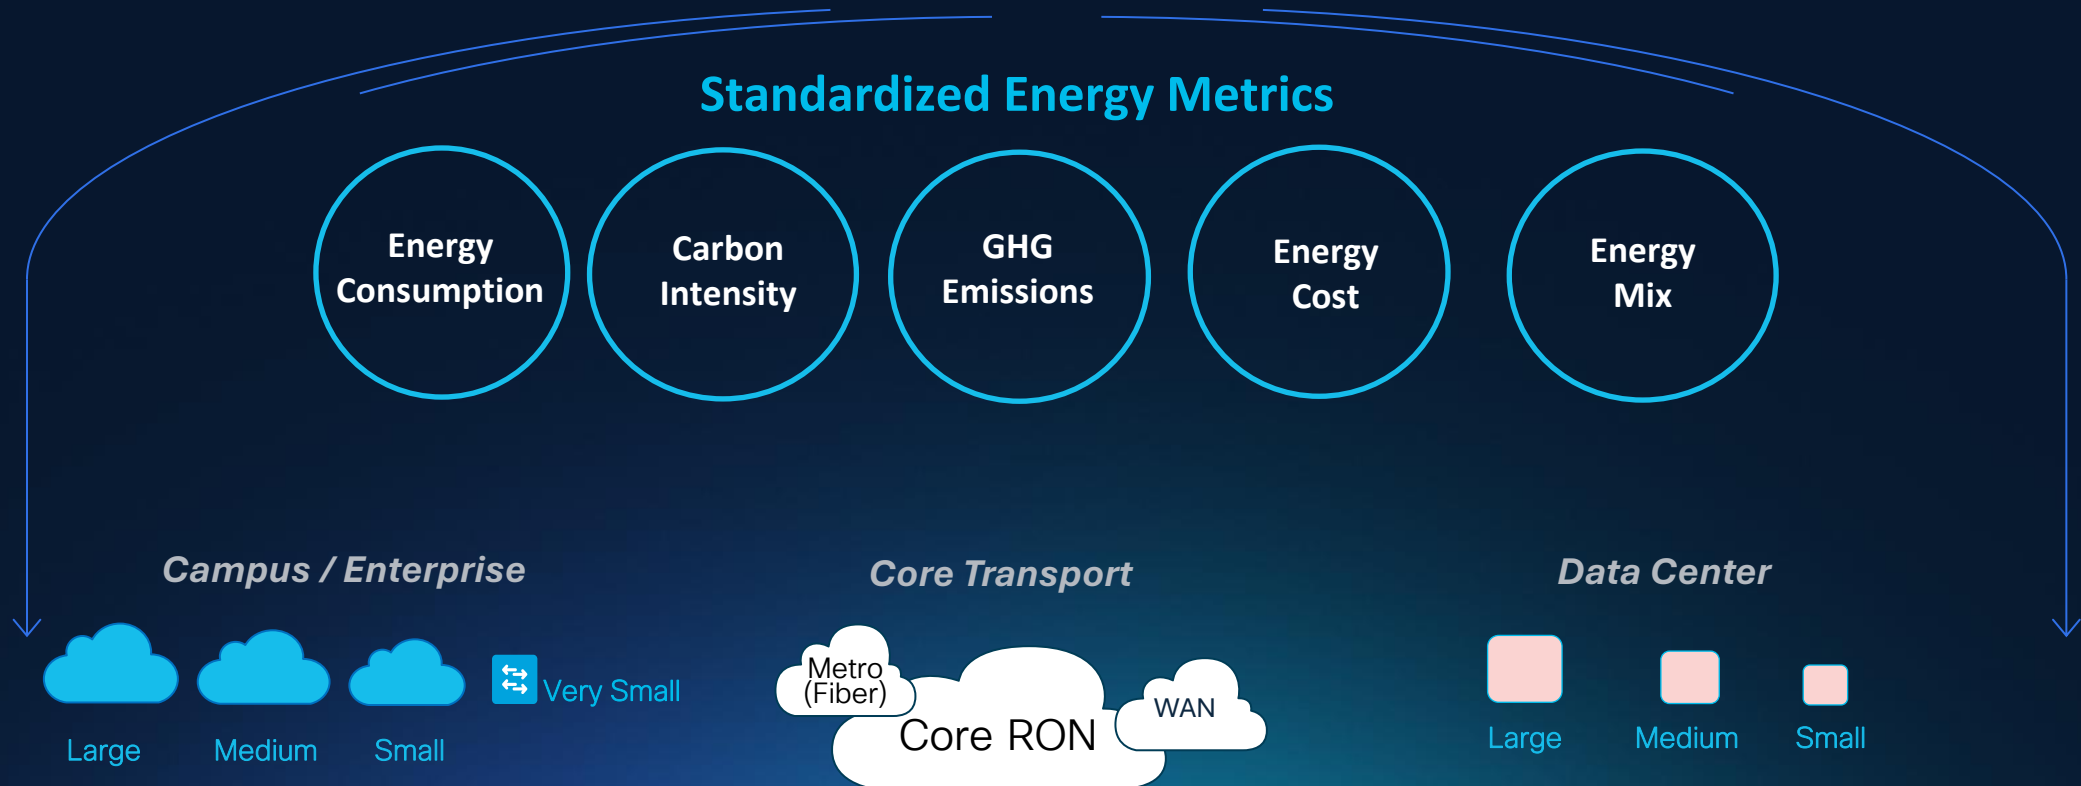 Standardized Energy Metrics
Energy
Consumption
Carbon
Intensity
GHG
Emissions
Energy
Cost
Energy
Mix
Campus / Enterprise
Large
Medium
Small
Very Small
Core Transport
Metro
(Fiber)
Core RON
WAN
Data Center
Large
Medium
Small